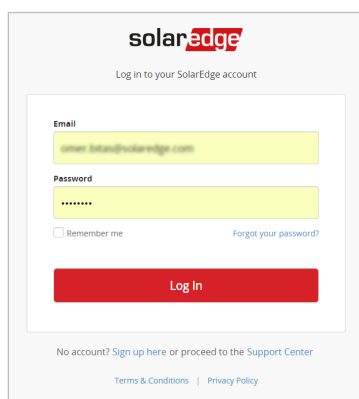 solaredge
Log in to your SolarEdge account
Email
Password
••••••••
Remember me Forgot your password?
Log In
No account? Sign up here or proceed to the Support Center
Terms & Conditions | Privacy Policy